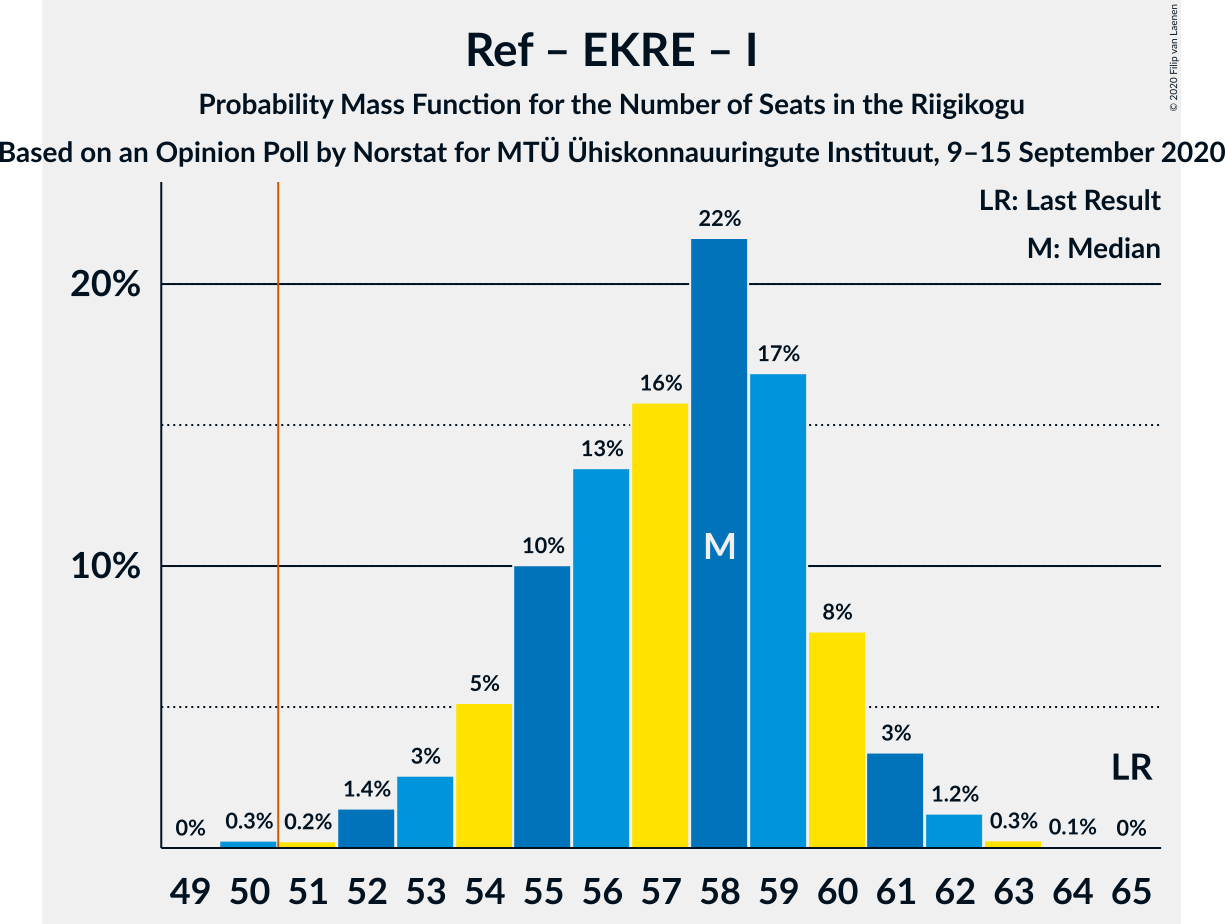 Ref – EKRE – I
Probability Mass Function for the Number of Seats in the Riigikogu
Based on an Opinion Poll by Norstat for MTÜ Ühiskonnauuringute Instituut, 9–15 September 2020
© 2020 Filip van Laenen
LR: Last Result
M: Median
22%
20%
17%
16%
13%
M
10%
10%
8%
5%
3%
3%
LR
1.4%
1.2%
0% 0.3% 0.2% 0.3% 0.1% 0%
49 50 51 52 53 54 55 56 57 58 59 60 61 62 63 64 65